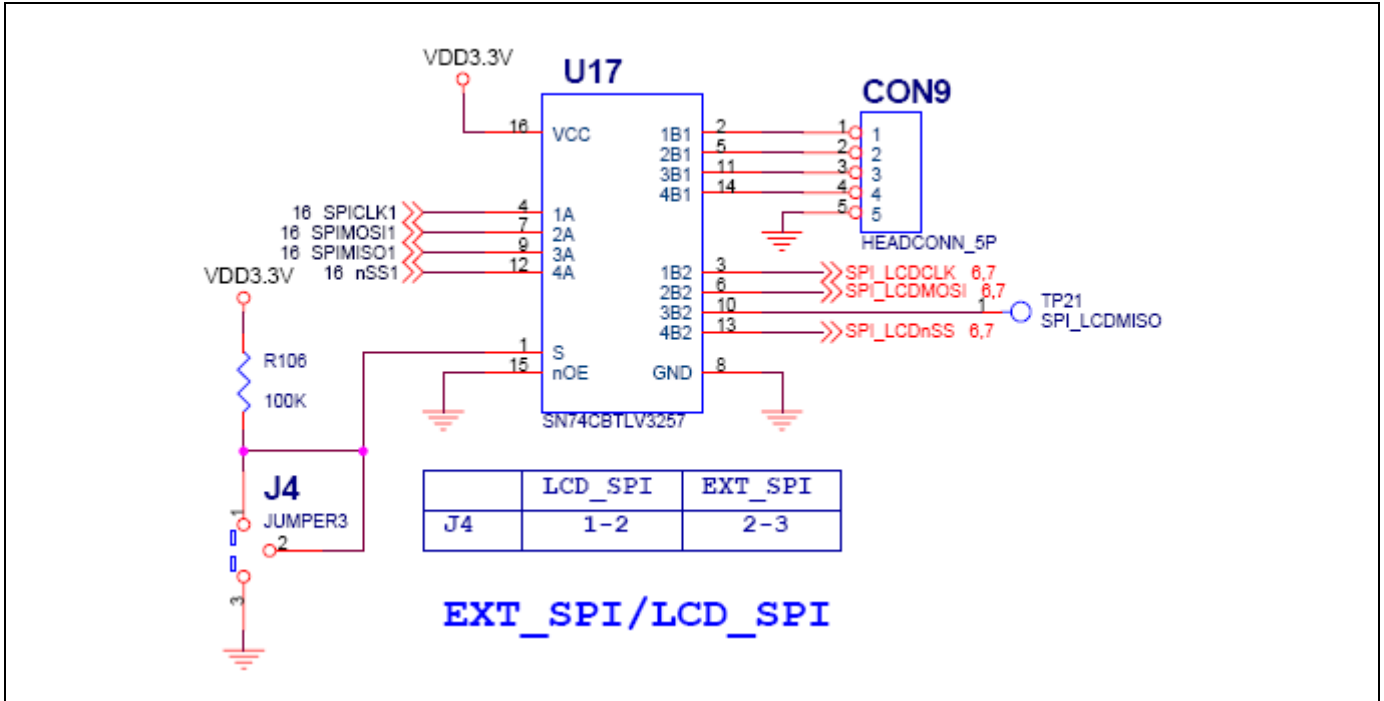 VDD3.3V
U17
CON9
16 VCC
1B1 2 1 1
2B1 5 2 2
3B1 11 3 3
4B1 14 4 4
5 5
HEADCONN_5P
16 SPICLK1 4 1A
16 SPIMOSI1 7 2A
16 SPIMISO1 9 3A
16 nSS1 12 4A
1B2 3 SPI_LCDCLK 6,7
2B2 6 SPI_LCDMOSI 6,7
3B2 10 1 TP21
SPI_LCDMISO
4B2 13 SPI_LCDnSS 6,7
VDD3.3V
R106
100K
1 S
15 nOE
GND 8
SN74CBTLV3257
J4
JUMPER3
1
2
3
LCD_SPI EXT_SPI
J4 1-2 2-3
EXT_SPI/LCD_SPI